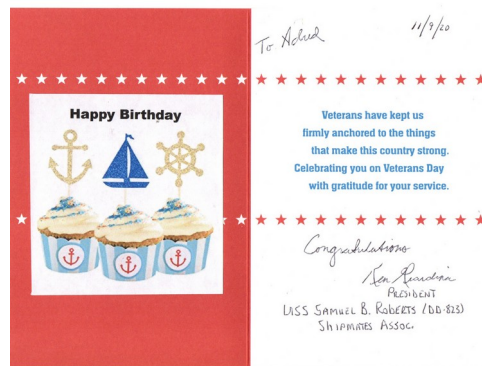 Happy Birthday
To
11/9/20
Veterans have kept us
firmly anchored to the things
that make this country strong.
Celebrating you on Veterans Day
with gratitude for your service.
Congratulations
Ken
PRESIDENT
USS SAMUEL B. ROBERTS (DD-823)
SHIPMATES ASSOC.